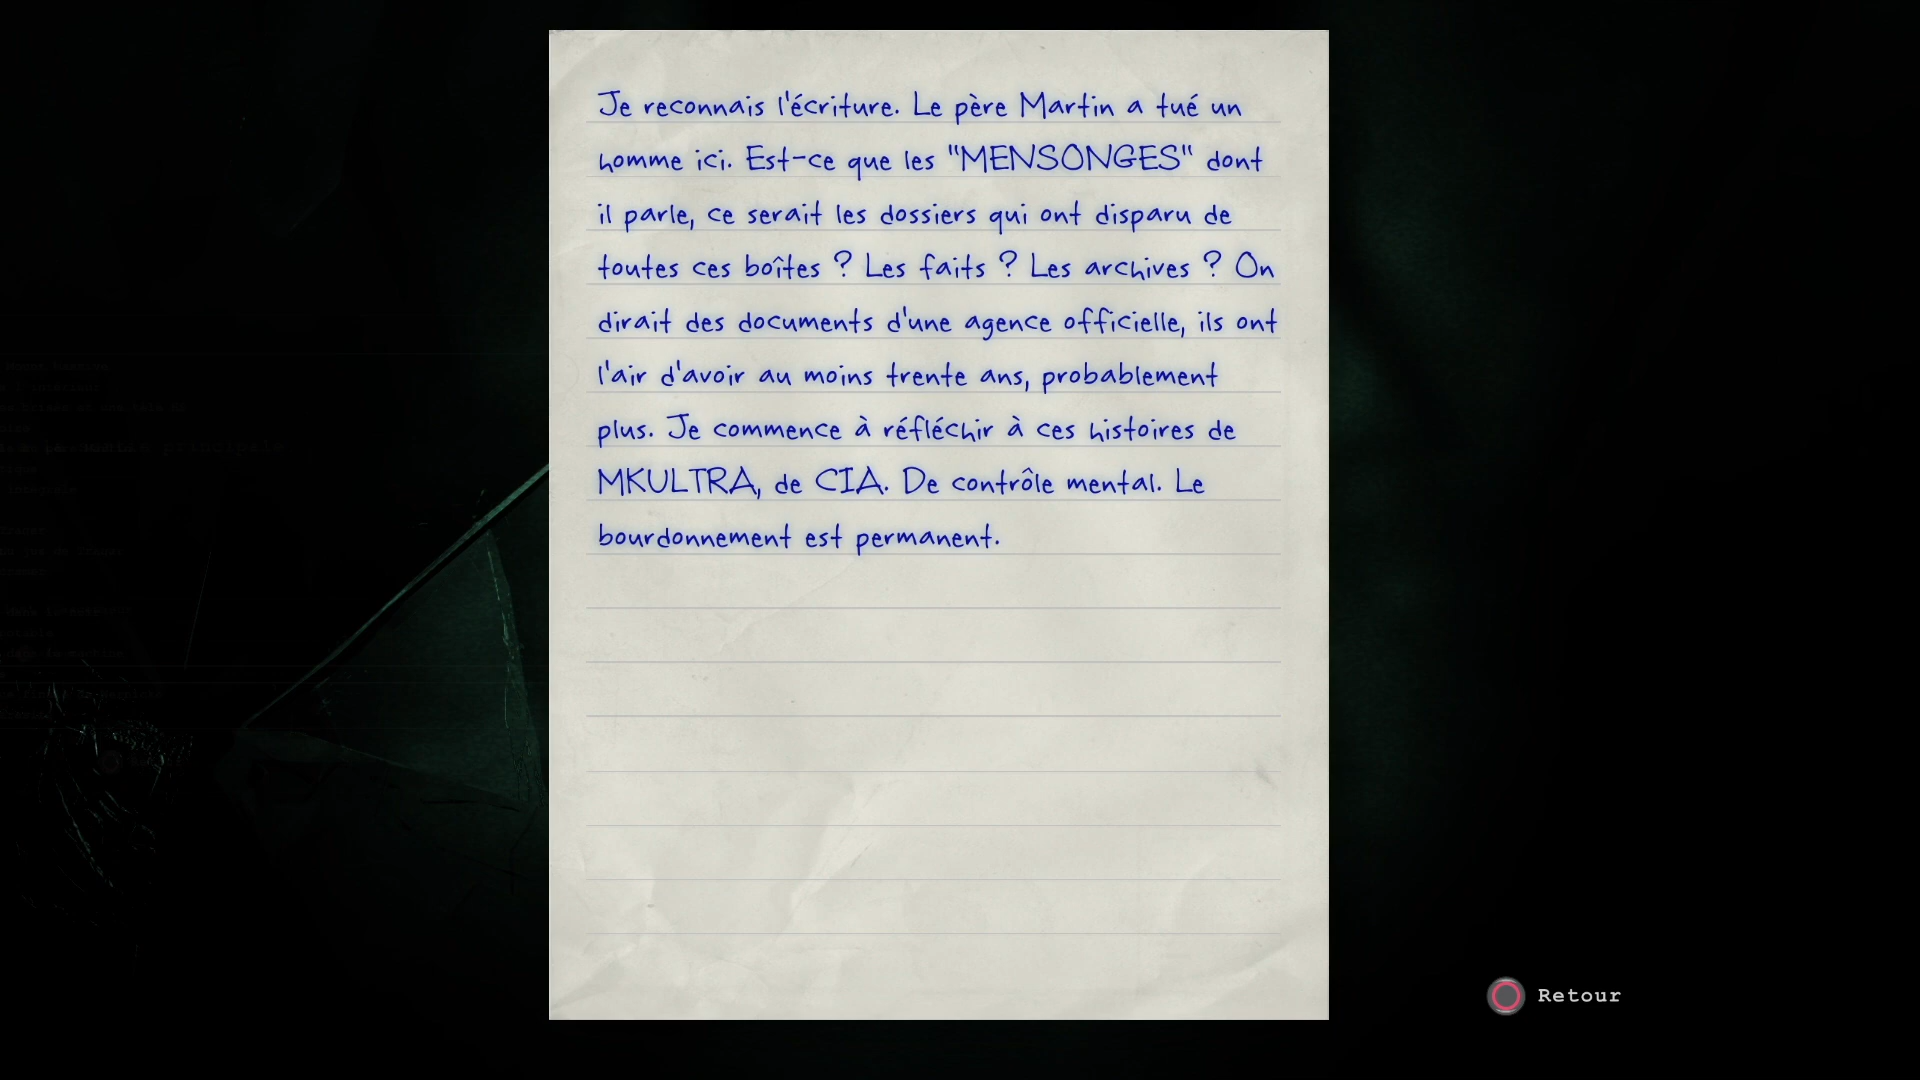 Je reconnais l'écriture. Le père Martin a tué un
homme ici. Est-ce que les "MENSONGES" dont
il parle, ce serait les dossiers qui ont disparu de
toutes ces boîtes ? Les faits ? Les archives ? On
dirait des documents d'une agence officielle, ils ont
l'air d'avoir au moins trente ans, probablement
plus. Je commence à réfléchir à ces histoires de
MKULTRA, de CIA. De contrôle mental. Le
bourdonnement est permanent.
Retour